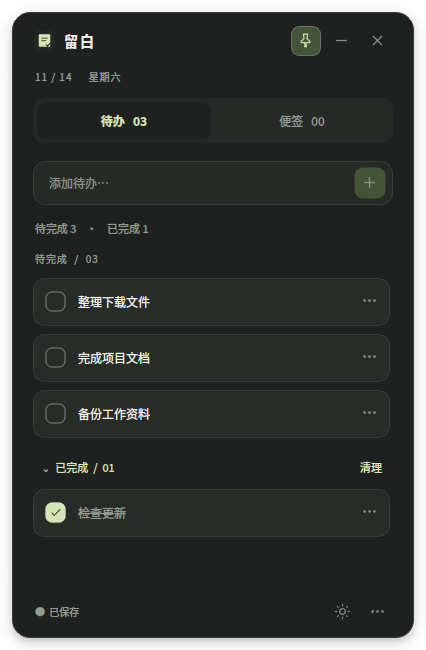 留白
11 / 14 星期六
待办 03 便签 00
添加待办…
待完成 3 • 已完成 1
待完成 / 03
整理下载文件
完成项目文档
备份工作资料
已完成 / 01 清理
检查更新
已保存